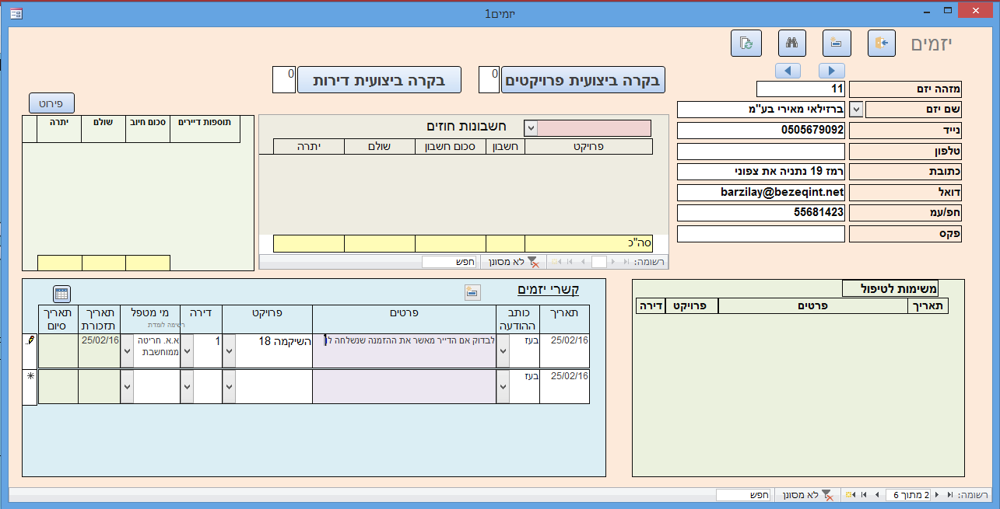 יזמים1
יזמים
מזהה יזם 11
שם יזם ברזילאי מאירי בע"מ
נייד 0505679092
טלפון
כתובת רמז 19 נתניה את צפוני
דואל barzilay@bezeqint.net
חפ/עמ 55681423
פקס
בקרה ביצועית פרויקטים 0
בקרה ביצועית דירות 0
חשבונות חוזים
פרויקט חשבון סכום חשבון שולם יתרה
סה"כ
רשומה: לא מסונן חפש
פירוט
תוספות דיירים סכום חיוב שולם יתרה
משימות לטיפול
תאריך פרטים פרויקט דירה
קשרי יזמים
תאריך כותב ההודעה פרטים פרויקט דירה מי מטפל רשימה לומדת תאריך תזכורת תאריך סיום
25/02/16 בעז לבדוק אם הדייר מאשר את ההזמנה שנשלחה לו השיקמה 18 1 א.א. חריטה ממוחשבת 25/02/16
25/02/16 בעז
רשומה: 2 מתוך 6 לא מסונן חפש